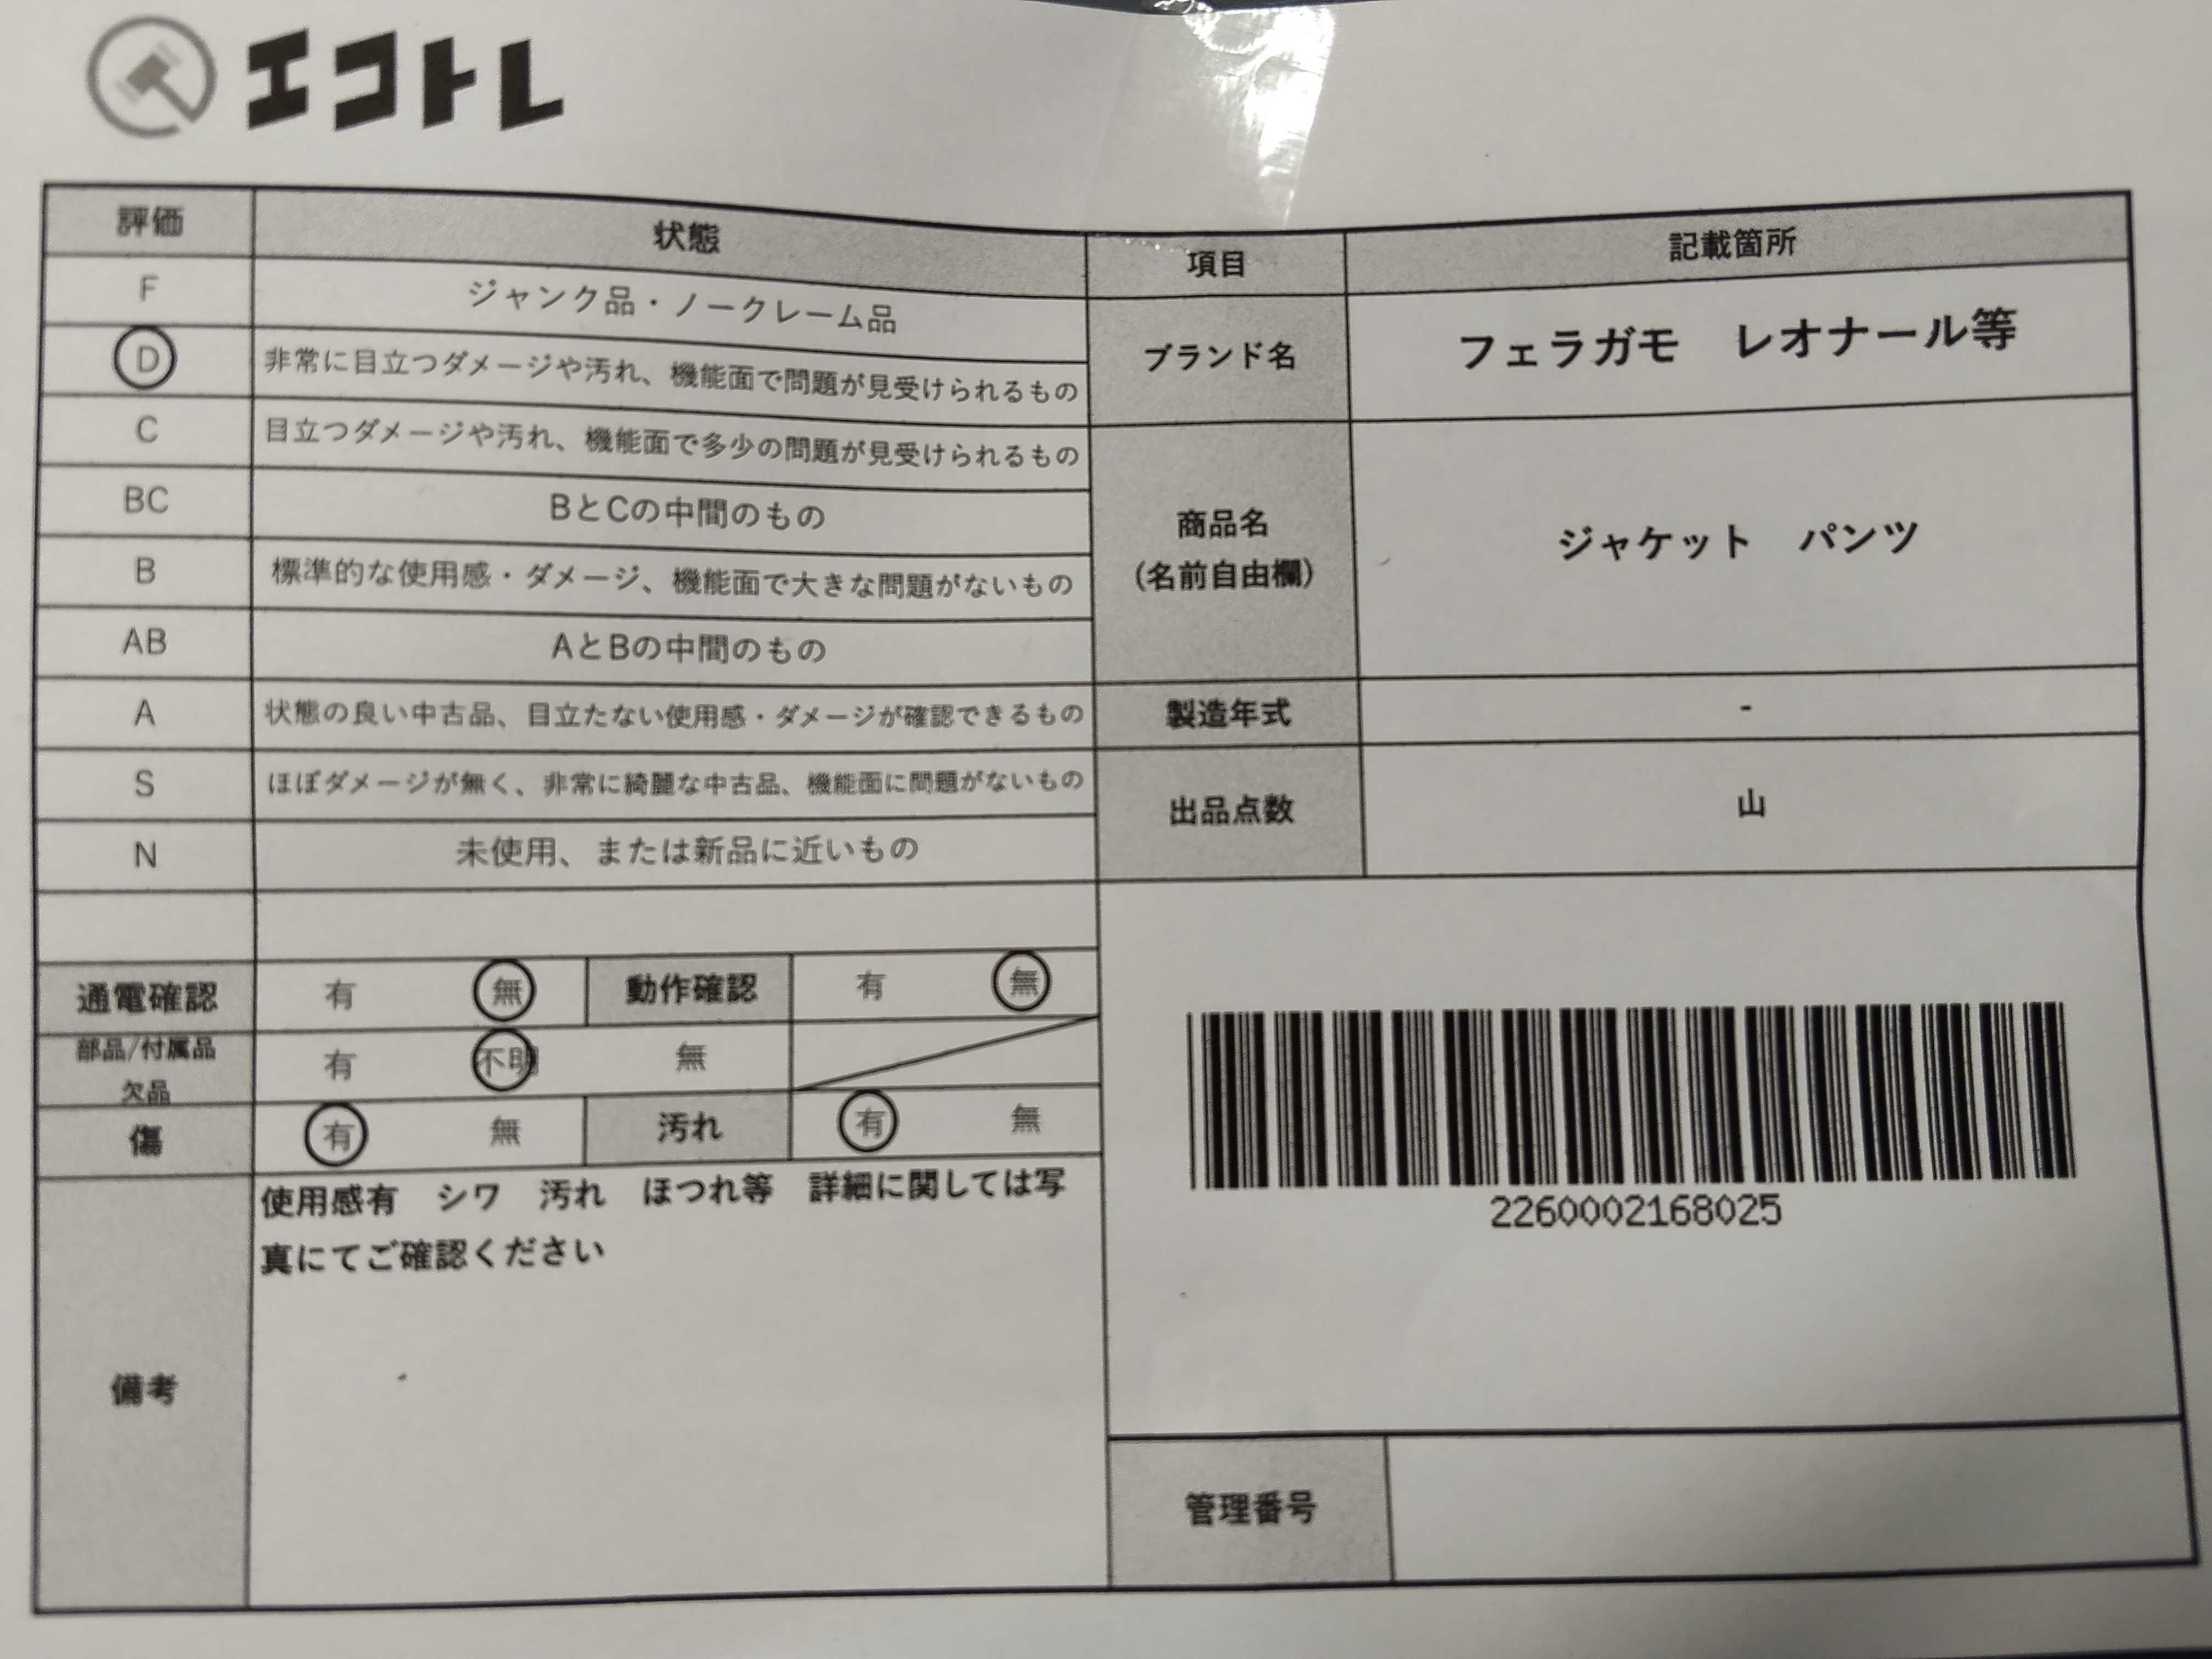 エコトレ
評価 状態
F ジャンク品・ノークレーム品
D 非常に目立つダメージや汚れ、機能面で問題が見受けられるもの
C 目立つダメージや汚れ、機能面で多少の問題が見受けられるもの
BC BとCの中間のもの
B 標準的な使用感・ダメージ、機能面で大きな問題がないもの
AB AとBの中間のもの
A 状態の良い中古品、目立たない使用感・ダメージが確認できるもの
S ほぼダメージが無く、非常に綺麗な中古品、機能面に問題がないもの
N 未使用、または新品に近いもの
通電確認 有 無 動作確認 有 無
部品/付属品
欠品 有 不明 無
傷 有 無 汚れ 有 無
備考
使用感有 シワ 汚れ ほつれ等 詳細に関しては写
真にてご確認ください
項目 記載箇所
ブランド名 フェラガモ レオナール等
商品名
(名前自由欄)
ジャケット パンツ
製造年式 -
出品点数 山
2260002168025
管理番号